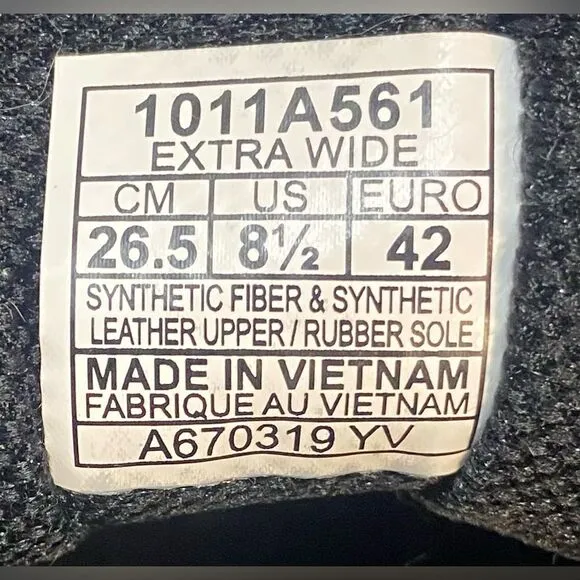 1011A561
EXTRA WIDE
CM US EURO
26.5 8½ 42
SYNTHETIC FIBER & SYNTHETIC
LEATHER UPPER / RUBBER SOLE
MADE IN VIETNAM
FABRIQUE AU VIETNAM
A670319 YV